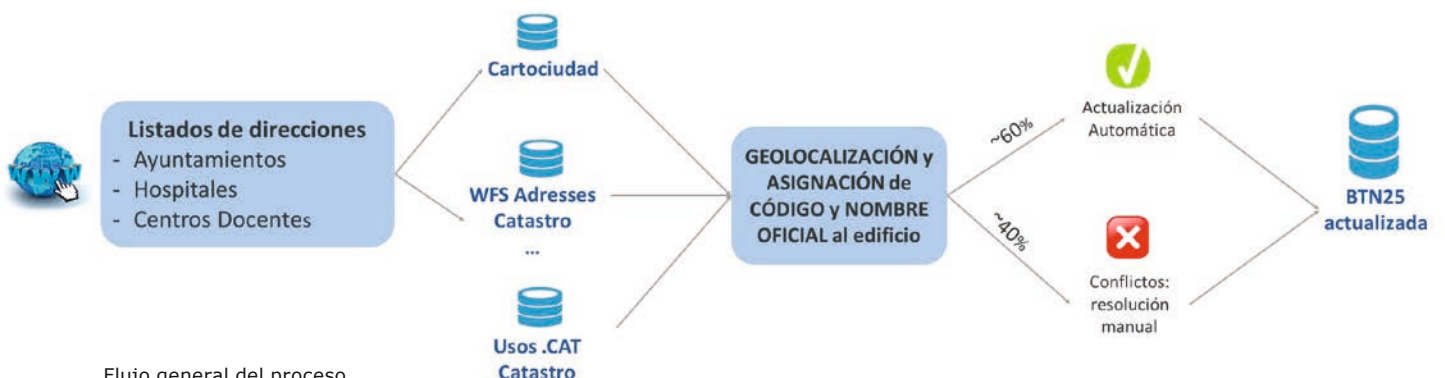 Listados de direcciones
- Ayuntamientos
- Hospitales
- Centros Docentes
Cartociudad
WFS Adresses
Catastro
...
Usos .CAT
Catastro
GEOLOCALIZACIÓN y
ASIGNACIÓN de
CÓDIGO y NOMBRE
OFICIAL al edificio
~60%
~40%
Actualización
Automática
Conflictos:
resolución
manual
BTN25
actualizada
Flujo general del proceso